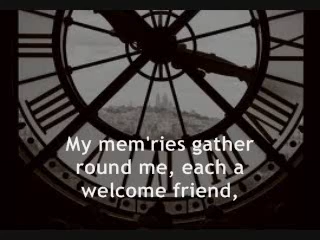 My mem'ries gather
round me, each a
welcome friend,